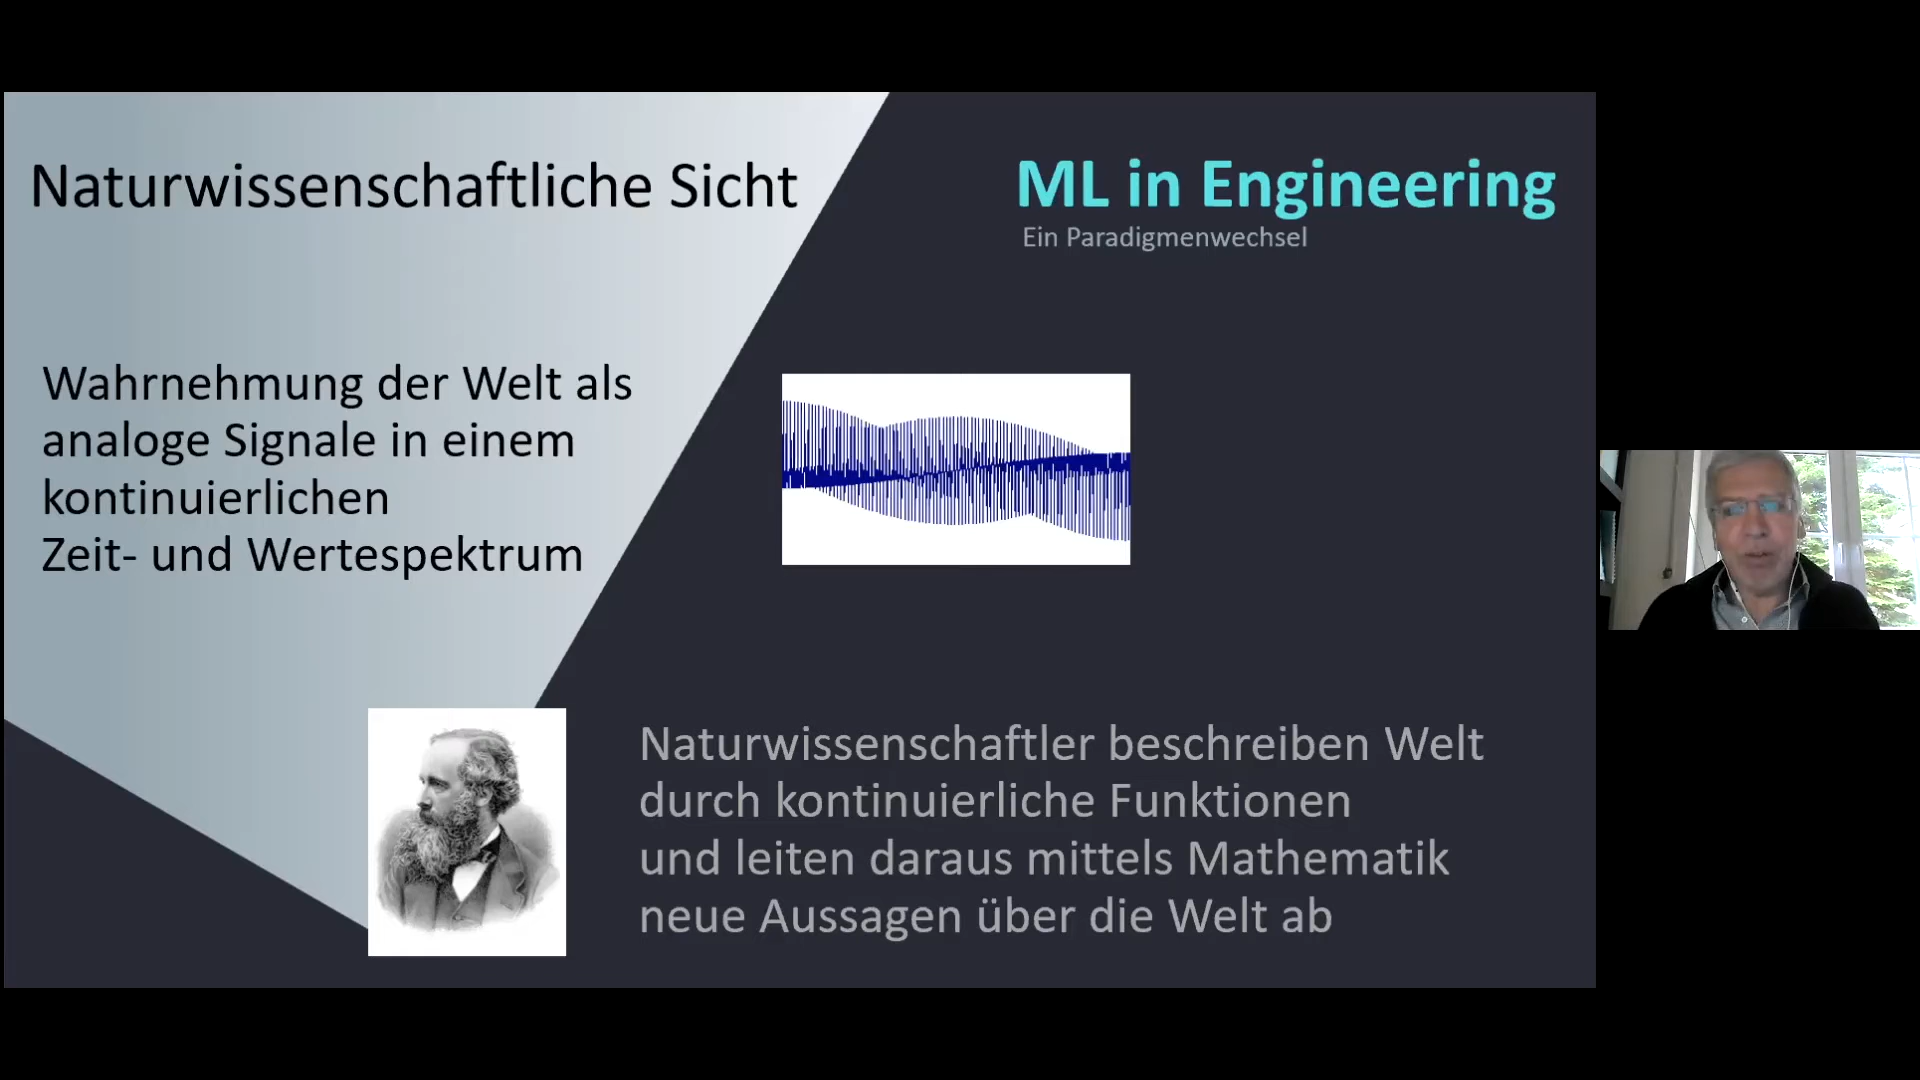 Naturwissenschaftliche Sicht
ML in Engineering
Ein Paradigmenwechsel
Wahrnehmung der Welt als
analoge Signale in einem
kontinuierlichen
Zeit- und Wertespektrum
Naturwissenschaftler beschreiben Welt
durch kontinuierliche Funktionen
und leiten daraus mittels Mathematik
neue Aussagen über die Welt ab